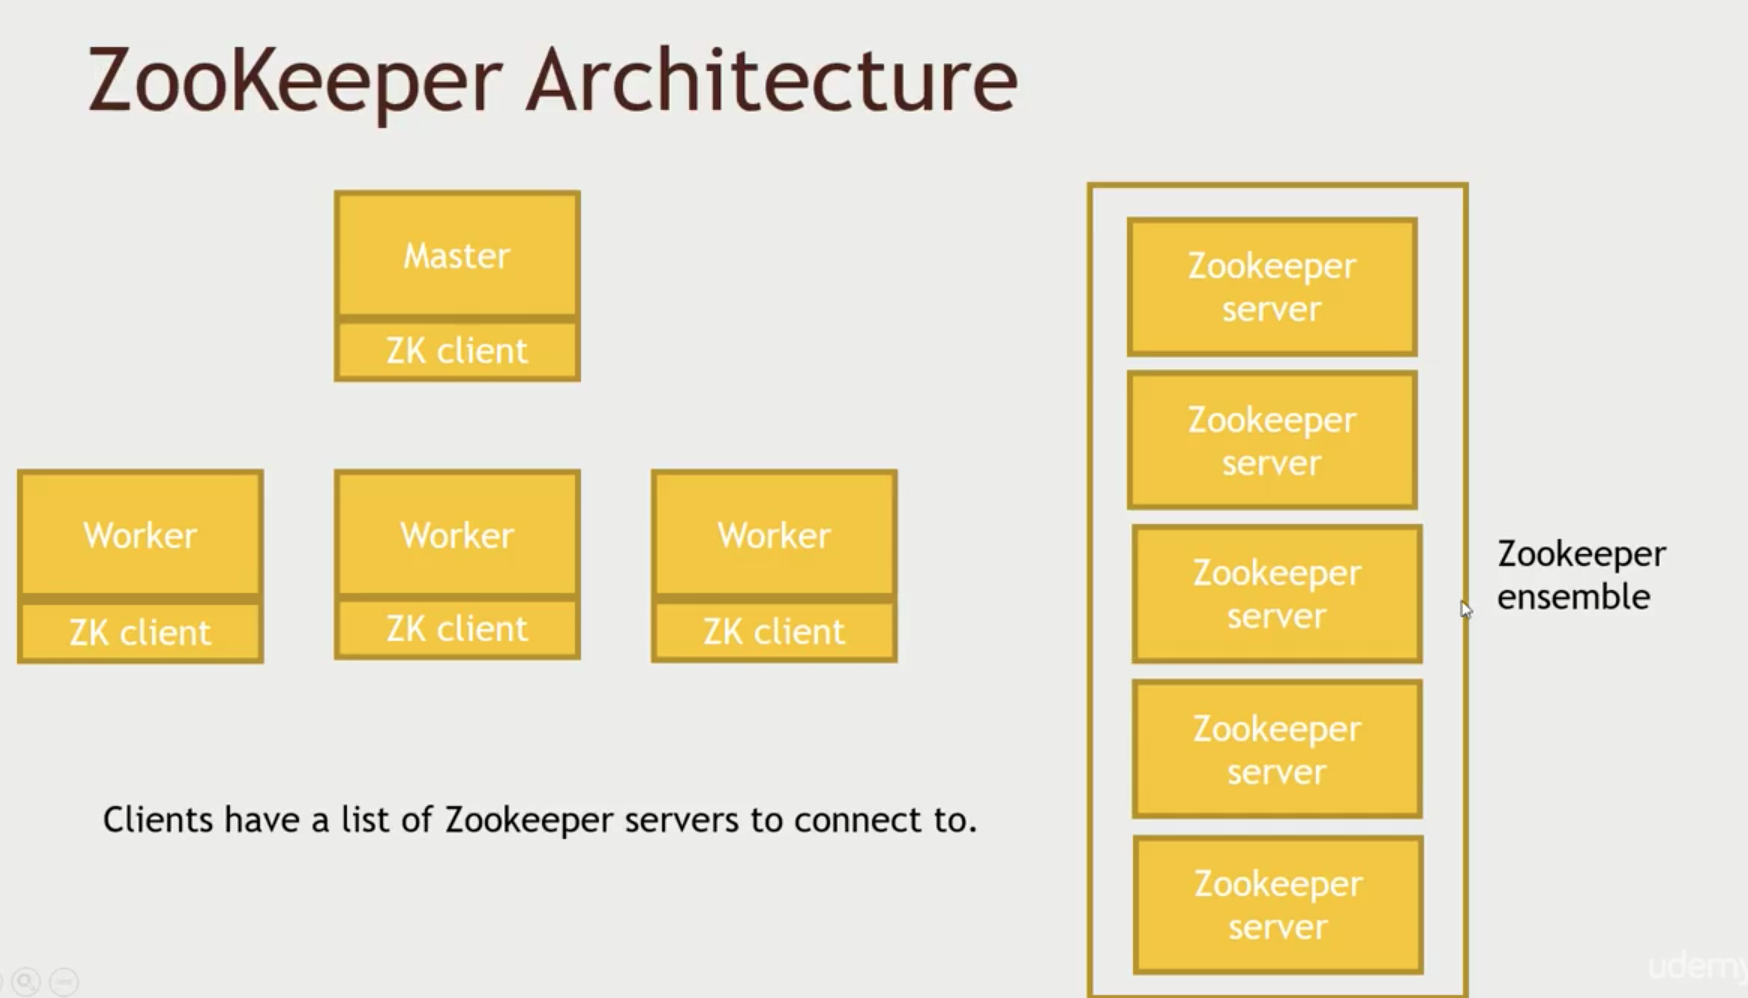 ZooKeeper Architecture
Master
ZK client
Worker
ZK client
Worker
ZK client
Worker
ZK client
Clients have a list of Zookeeper servers to connect to.
Zookeeper
server
Zookeeper
server
Zookeeper
server
Zookeeper
server
Zookeeper
server
Zookeeper
ensemble
udemy